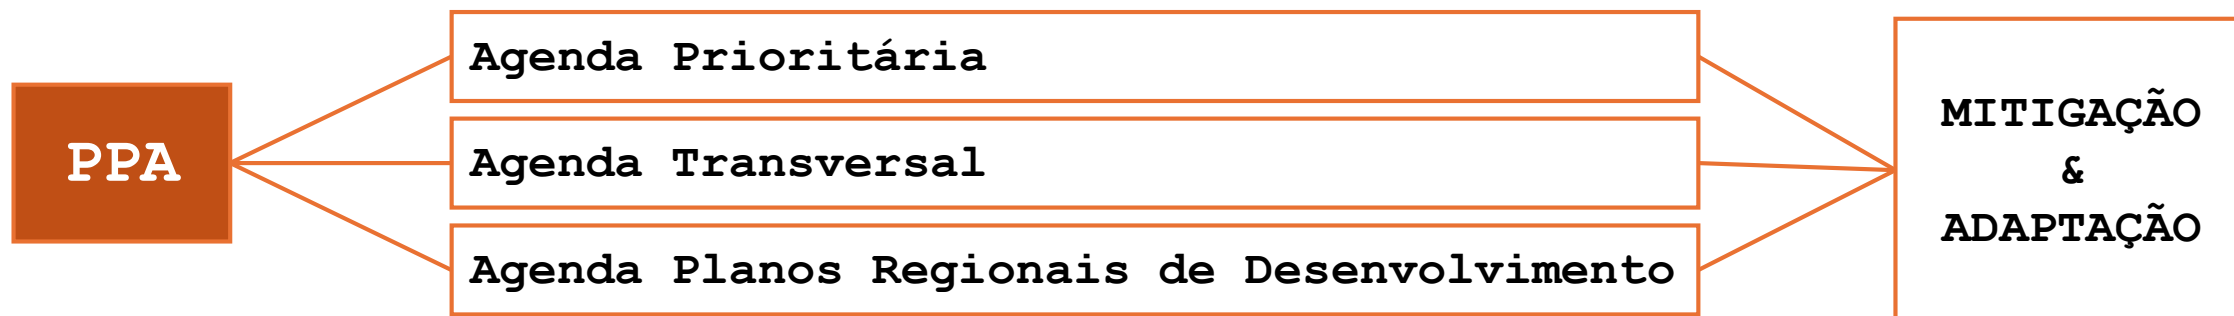 PPA
Agenda Prioritária
Agenda Transversal
Agenda Planos Regionais de Desenvolvimento
MITIGAÇÃO
&
ADAPTAÇÃO